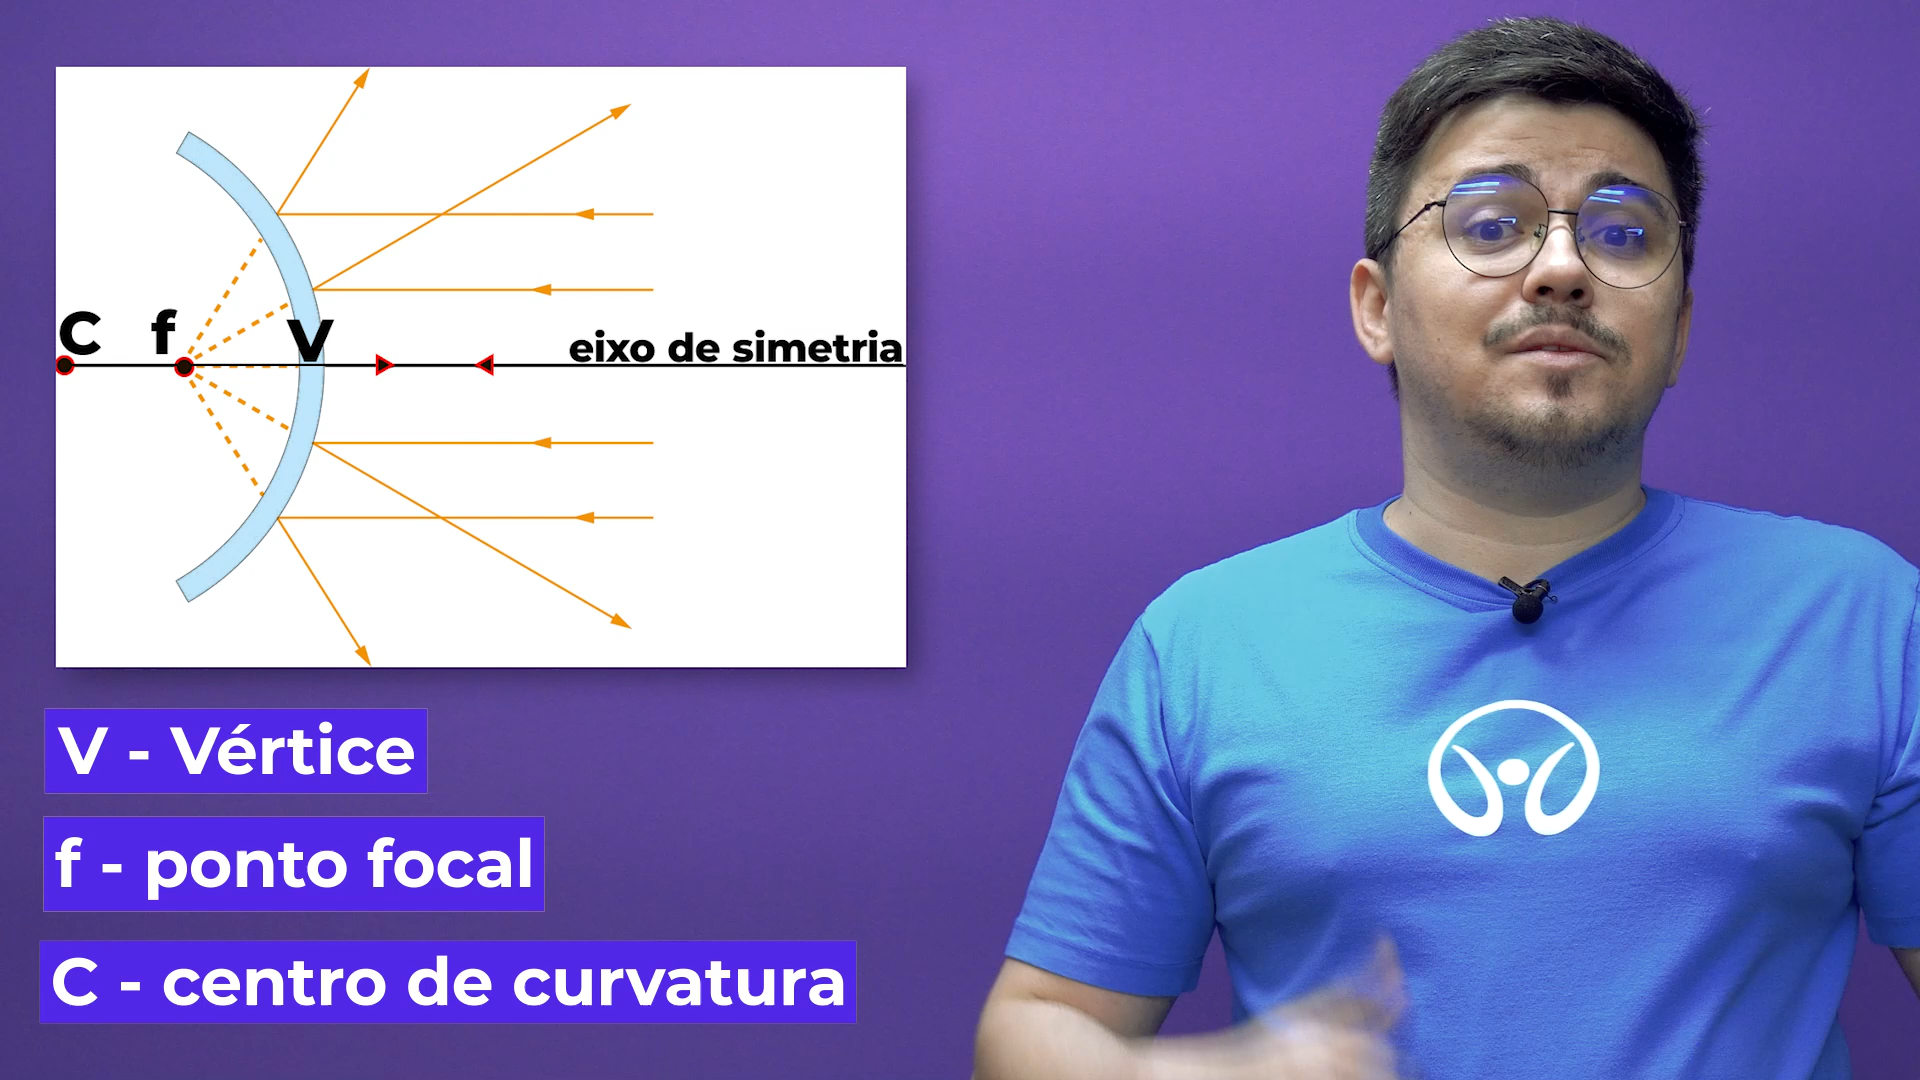 C f V
eixo de simetria
V - Vértice
f - ponto focal
C - centro de curvatura